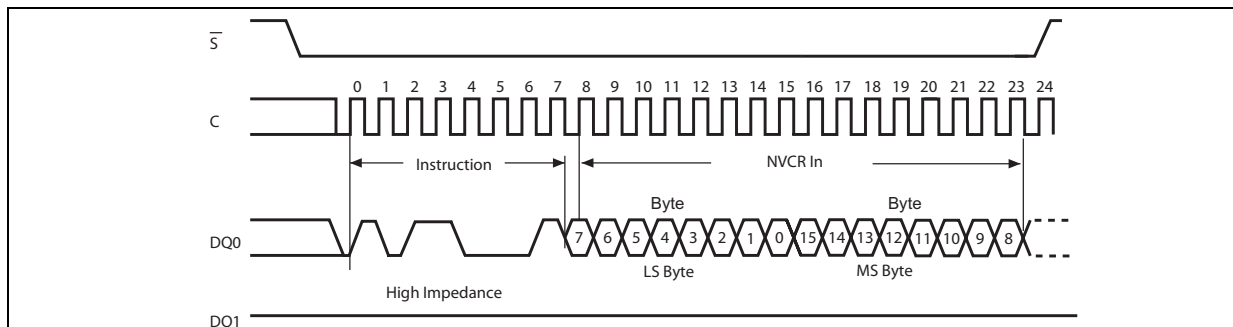 S
0 1 2 3 4 5 6 7 8 9 10 11 12 13 14 15 16 17 18 19 20 21 22 23 24
C
Instruction NVCR In
Byte Byte
DQ0 7 6 5 4 3 2 1 0 15 14 13 12 11 10 9 8
LS Byte MS Byte
High Impedance
DQ1